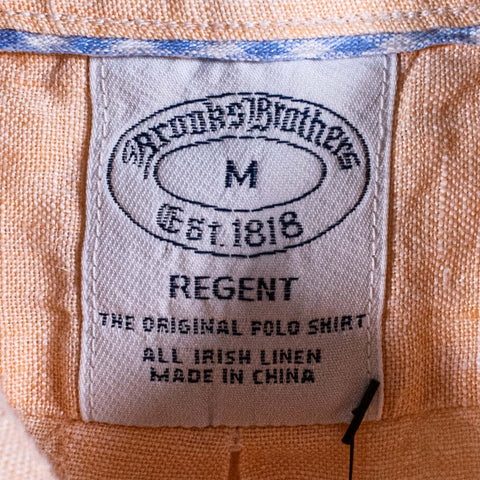 Brooks Brothers
M
Est. 1818
REGENT
THE ORIGINAL POLO SHIRT
ALL IRISH LINEN
MADE IN CHINA